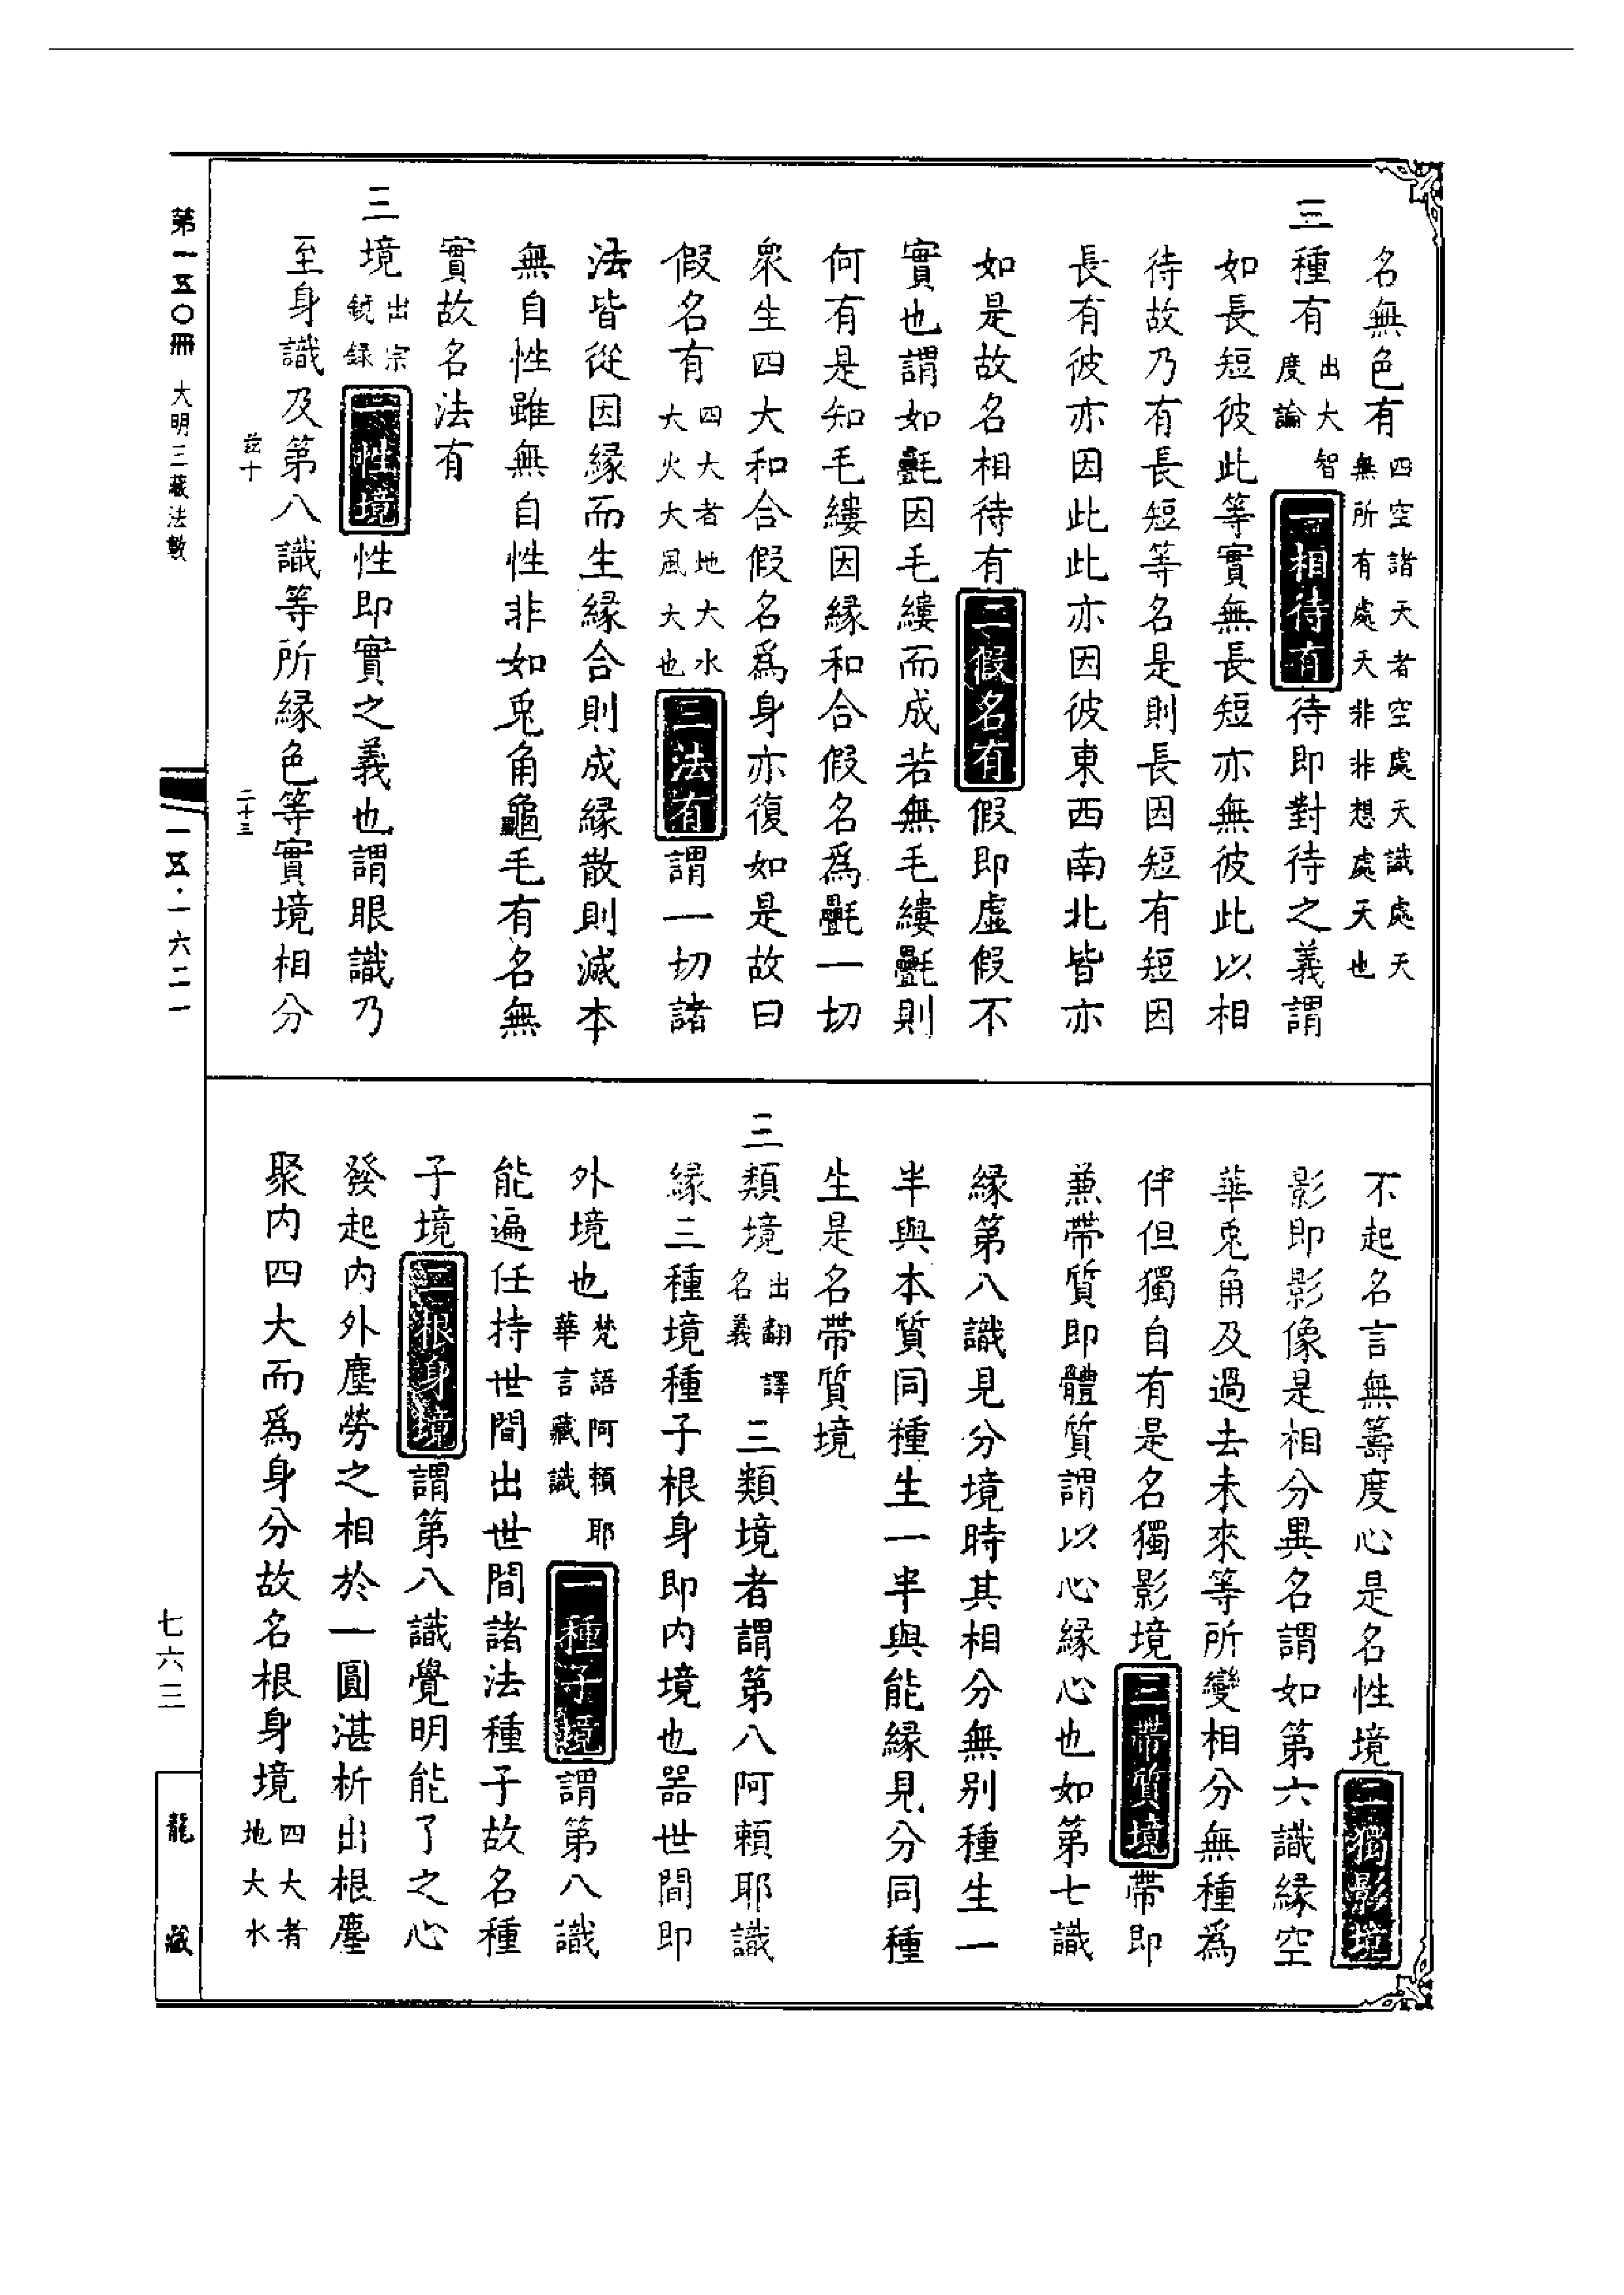 名無色有四空諸天者空處天識處天無所有處天非非想處天也
三種有出大智度論一相待有待即對待之義謂
如長短彼此等實無長短亦無彼此以相
待故乃有長短等名是則長因短有短因
長有彼亦因此此亦因彼東西南北皆亦
如是故名相待有二假名有假即虛假不
實也謂如氎因毛縷而成若無毛縷氎則
何有是知毛縷因緣和合假名爲氎一切
衆生四大和合假名爲身亦復如是故曰
假名有四大者地大水大火大風大也三法有謂一切諸
法皆從因緣而生緣合則成緣散則滅本
無自性雖無自性非如兎角龜毛有名無
實故名法有
三境出宗鏡録一性境性即實之義也謂眼識乃
至身識及第八識等所緣色等實境相分
茲十 二十三
不起名言無籌度心是名性境二獨影境
影即影像是相分異名謂如第六識緣空
華兎角及過去未來等所變相分無種爲
伴但獨自有是名獨影境三帶質境帶即
兼帶質即體質謂以心緣心也如第七識
緣第八識見分境時其相分無別種生一
半與本質同種生一半與能緣見分同種
生是名帶質境
三類境出翻譯名義三類境者謂第八阿賴耶識
緣三種境種子根身即內境也器世間即
外境也梵語阿賴耶華言藏識一種子境謂第八識
能遍任持世間出世間諸法種子故名種
子境二根身境謂第八識覺明能了之心
發起內外塵勞之相於一圓湛析出根塵
聚內四大而爲身分故名根身境四大者地大水
第一五〇冊 大明三藏法數
一五·一六二一
七六三
龍藏